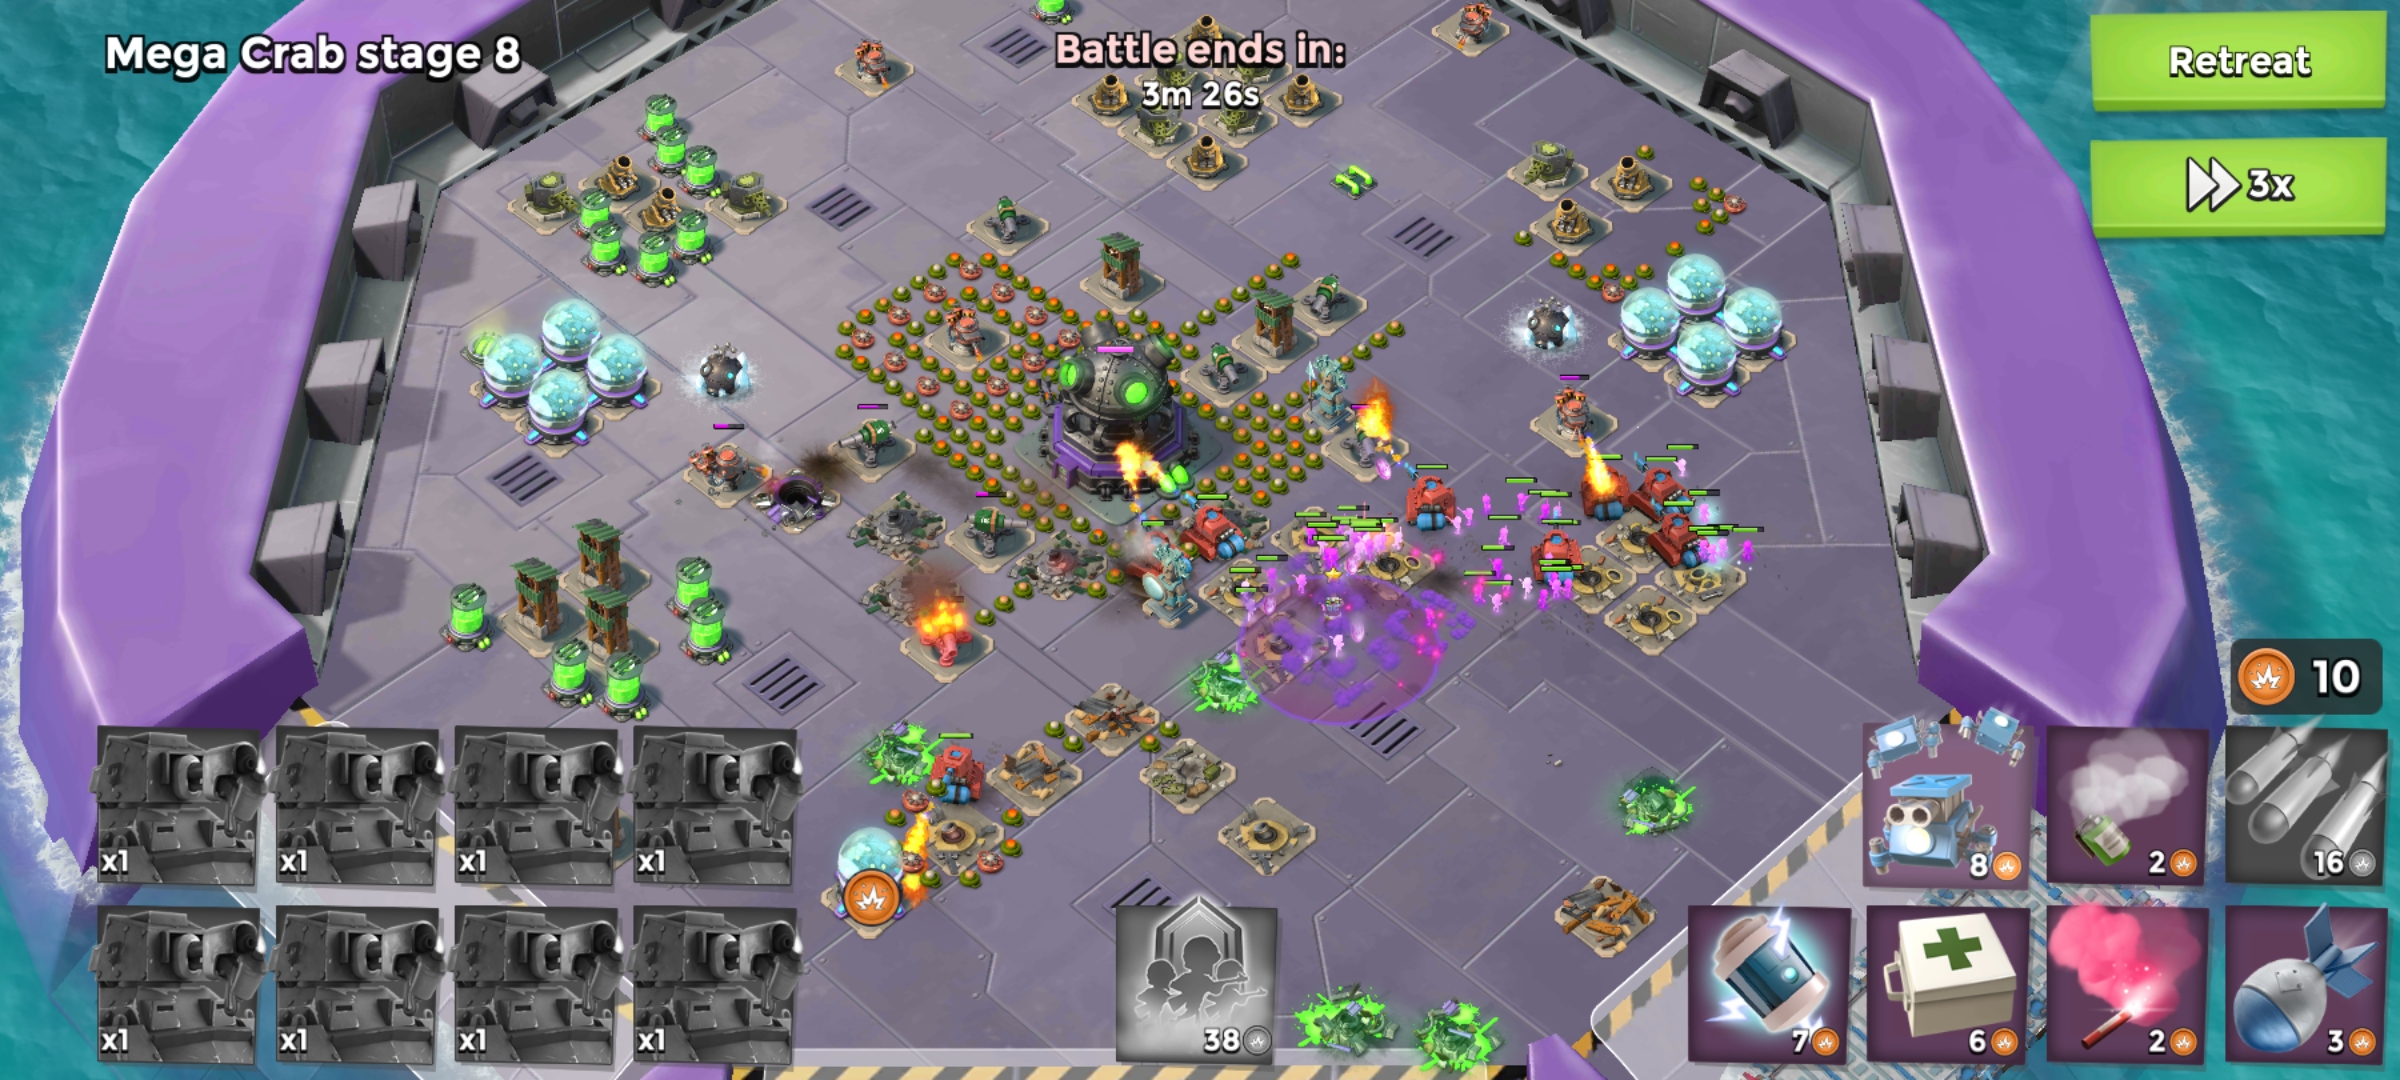 Mega Crab stage 8
Battle ends in:
3m 26s
Retreat
3x
10
x1
x1
x1
x1
8
2
16
x1
x1
x1
x1
38
7
6
2
3